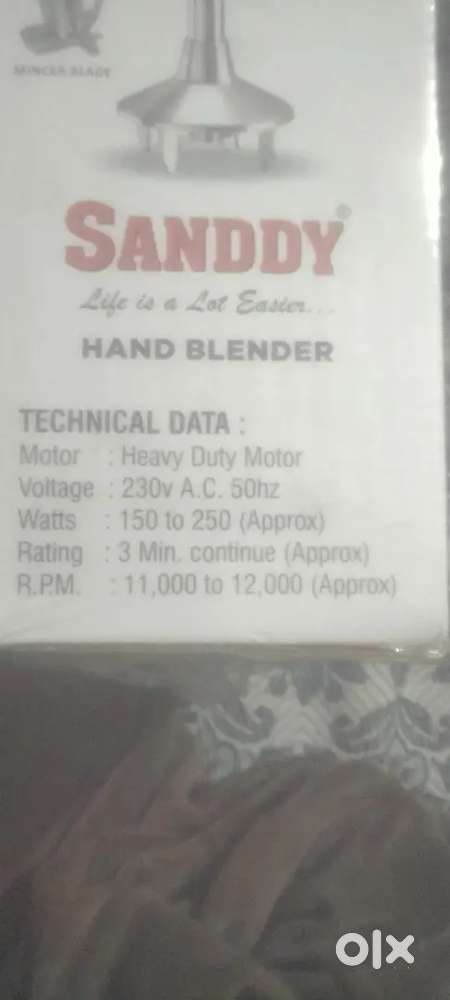 MINCER BLADE
SANDDY®
Life is a Lot Easier...
HAND BLENDER
TECHNICAL DATA :
Motor : Heavy Duty Motor
Voltage : 230v A.C. 50hz
Watts : 150 to 250 (Approx)
Rating : 3 Min. continue (Approx)
R.P.M. : 11,000 to 12,000 (Approx)
olx